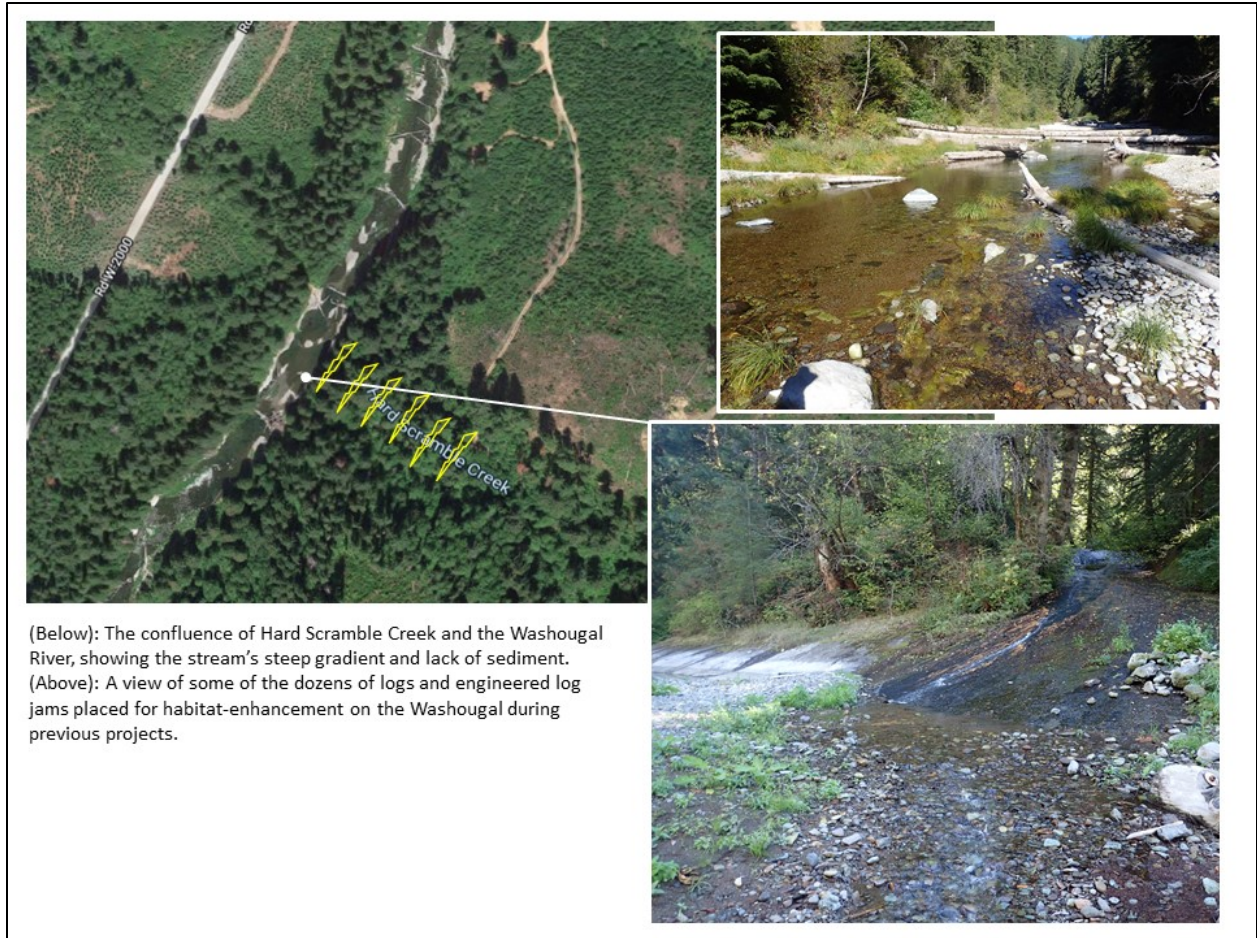 Ro
Rd W 2000
Hard Scramble Creek
(Below): The confluence of Hard Scramble Creek and the Washougal
River, showing the stream's steep gradient and lack of sediment.
(Above): A view of some of the dozens of logs and engineered log
jams placed for habitat-enhancement on the Washougal during
previous projects.